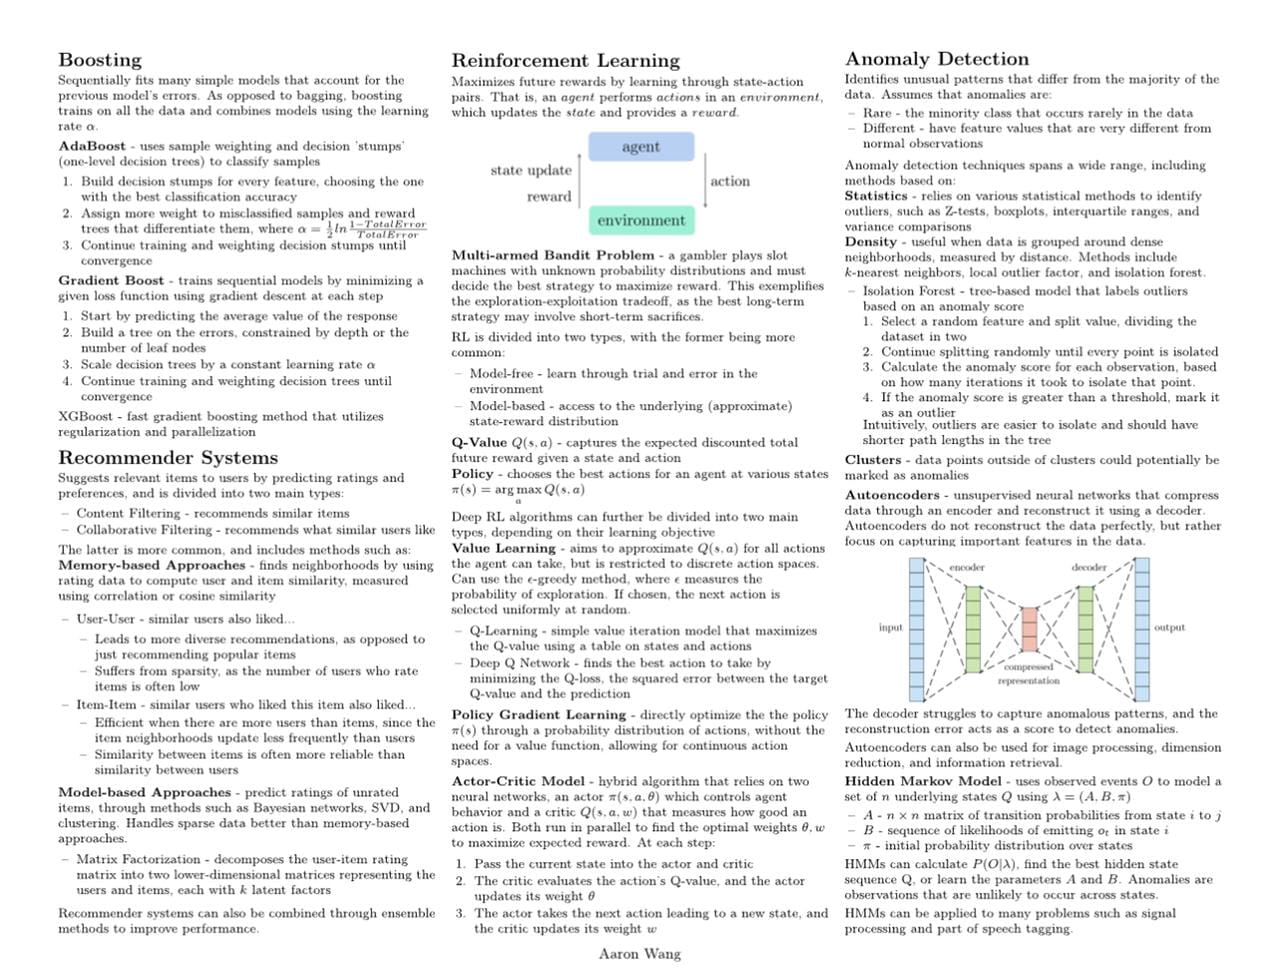 Boosting
Sequentially fits many simple models that account for the
previous model's errors. As opposed to bagging, boosting
trains on all the data and combines models using the learning
rate α.
AdaBoost - uses sample weighting and decision 'stumps'
(one-level decision trees) to classify samples
1. Build decision stumps for every feature, choosing the one
with the best classification accuracy
2. Assign more weight to misclassified samples and reward
trees that differentiate them, where α = 1/2 ln (1−TotalError)/TotalError
3. Continue training and weighting decision stumps until
convergence
Gradient Boost - trains sequential models by minimizing a
given loss function using gradient descent at each step
1. Start by predicting the average value of the response
2. Build a tree on the errors, constrained by depth or the
number of leaf nodes
3. Scale decision trees by a constant learning rate α
4. Continue training and weighting decision trees until
convergence
XGBoost - fast gradient boosting method that utilizes
regularization and parallelization
Recommender Systems
Suggests relevant items to users by predicting ratings and
preferences, and is divided into two main types:
– Content Filtering - recommends similar items
– Collaborative Filtering - recommends what similar users like
The latter is more common, and includes methods such as:
Memory-based Approaches - finds neighborhoods by using
rating data to compute user and item similarity, measured
using correlation or cosine similarity
– User-User - similar users also liked...
– Leads to more diverse recommendations, as opposed to
just recommending popular items
– Suffers from sparsity, as the number of users who rate
items is often low
– Item-Item - similar users who liked this item also liked...
– Efficient when there are more users than items, since the
item neighborhoods update less frequently than users
– Similarity between items is often more reliable than
similarity between users
Model-based Approaches - predict ratings of unrated
items, through methods such as Bayesian networks, SVD, and
clustering. Handles sparse data better than memory-based
approaches.
– Matrix Factorization - decomposes the user-item rating
matrix into two lower-dimensional matrices representing the
users and items, each with k latent factors
Recommender systems can also be combined through ensemble
methods to improve performance.
Reinforcement Learning
Maximizes future rewards by learning through state-action
pairs. That is, an agent performs actions in an environment,
which updates the state and provides a reward.
agent
state update
reward
action
environment
Multi-armed Bandit Problem - a gambler plays slot
machines with unknown probability distributions and must
decide the best strategy to maximize reward. This exemplifies
the exploration-exploitation tradeoff, as the best long-term
strategy may involve short-term sacrifices.
RL is divided into two types, with the former being more
common:
– Model-free - learn through trial and error in the
environment
– Model-based - access to the underlying (approximate)
state-reward distribution
Q-Value Q(s, a) - captures the expected discounted total
future reward given a state and action
Policy - chooses the best actions for an agent at various states
π(s) = arg max Q(s, a)
a
Deep RL algorithms can further be divided into two main
types, depending on their learning objective
Value Learning - aims to approximate Q(s, a) for all actions
the agent can take, but is restricted to discrete action spaces.
Can use the ϵ-greedy method, where ϵ measures the
probability of exploration. If chosen, the next action is
selected uniformly at random.
– Q-Learning - simple value iteration model that maximizes
the Q-value using a table on states and actions
– Deep Q Network - finds the best action to take by
minimizing the Q-loss, the squared error between the target
Q-value and the prediction
Policy Gradient Learning - directly optimize the the policy
π(s) through a probability distribution of actions, without the
need for a value function, allowing for continuous action
spaces.
Actor-Critic Model - hybrid algorithm that relies on two
neural networks, an actor π(s, a, θ) which controls agent
behavior and a critic Q(s, a, w) that measures how good an
action is. Both run in parallel to find the optimal weights θ, w
to maximize expected reward. At each step:
1. Pass the current state into the actor and critic
2. The critic evaluates the action's Q-value, and the actor
updates its weight θ
3. The actor takes the next action leading to a new state, and
the critic updates its weight w
Anomaly Detection
Identifies unusual patterns that differ from the majority of the
data. Assumes that anomalies are:
– Rare - the minority class that occurs rarely in the data
– Different - have feature values that are very different from
normal observations
Anomaly detection techniques spans a wide range, including
methods based on:
Statistics - relies on various statistical methods to identify
outliers, such as Z-tests, boxplots, interquartile ranges, and
variance comparisons
Density - useful when data is grouped around dense
neighborhoods, measured by distance. Methods include
k-nearest neighbors, local outlier factor, and isolation forest.
– Isolation Forest - tree-based model that labels outliers
based on an anomaly score
1. Select a random feature and split value, dividing the
dataset in two
2. Continue splitting randomly until every point is isolated
3. Calculate the anomaly score for each observation, based
on how many iterations it took to isolate that point.
4. If the anomaly score is greater than a threshold, mark it
as an outlier
Intuitively, outliers are easier to isolate and should have
shorter path lengths in the tree
Clusters - data points outside of clusters could potentially be
marked as anomalies
Autoencoders - unsupervised neural networks that compress
data through an encoder and reconstruct it using a decoder.
Autoencoders do not reconstruct the data perfectly, but rather
focus on capturing important features in the data.
encoder
decoder
input
output
compressed
representation
The decoder struggles to capture anomalous patterns, and the
reconstruction error acts as a score to detect anomalies.
Autoencoders can also be used for image processing, dimension
reduction, and information retrieval.
Hidden Markov Model - uses observed events O to model a
set of n underlying states Q using λ = (A, B, π)
– A - n × n matrix of transition probabilities from state i to j
– B - sequence of likelihoods of emitting o_t in state i
– π - initial probability distribution over states
HMMs can calculate P(O|λ), find the best hidden state
sequence Q, or learn the parameters A and B. Anomalies are
observations that are unlikely to occur across states.
HMMs can be applied to many problems such as signal
processing and part of speech tagging.
Aaron Wang